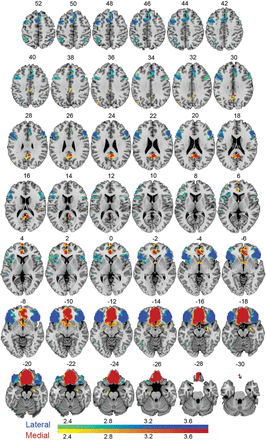 52 50 48 46 44 42
40 38 36 34 32 30
28 26 24 22 20 18
16 14 12 10 8 6
4 2 0 -2 -4 -6
-8 -10 -12 -14 -16 -18
-20 -22 -24 -26 -28 -30
Lateral 2.4 2.8 3.2 3.6
Medial 2.4 2.8 3.2 3.6